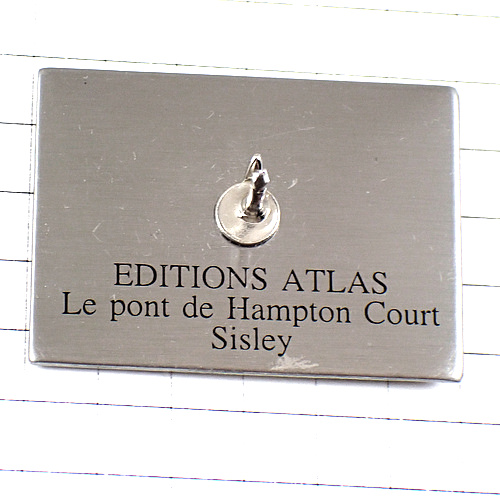 EDITIONS ATLAS
Le pont de Hampton Court
Sisley